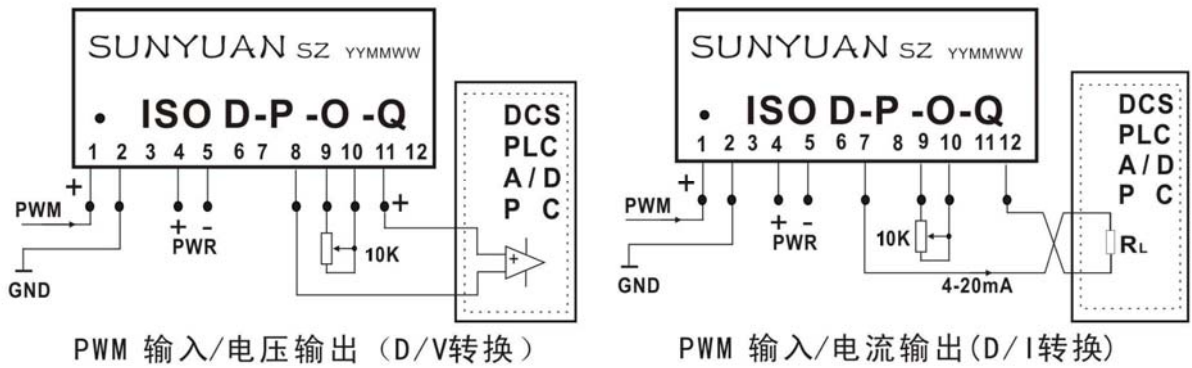 SUNYUAN SZ YYMMWW
ISO D-P -O -Q
1 2 3 4 5 6 7 8 9 10 11 12
+
PWM
GND
+ -
PWR
10K
+
+
DCS
PLC
A/D
P C
PWM 输入/电压输出（D/V转换）
SUNYUAN SZ YYMMWW
ISO D-P -O-Q
1 2 3 4 5 6 7 8 9 10 11 12
+
PWM
GND
+ -
PWR
10K
4-20mA
DCS
PLC
A/D
P C
RL
PWM 输入/电流输出(D/I转换)